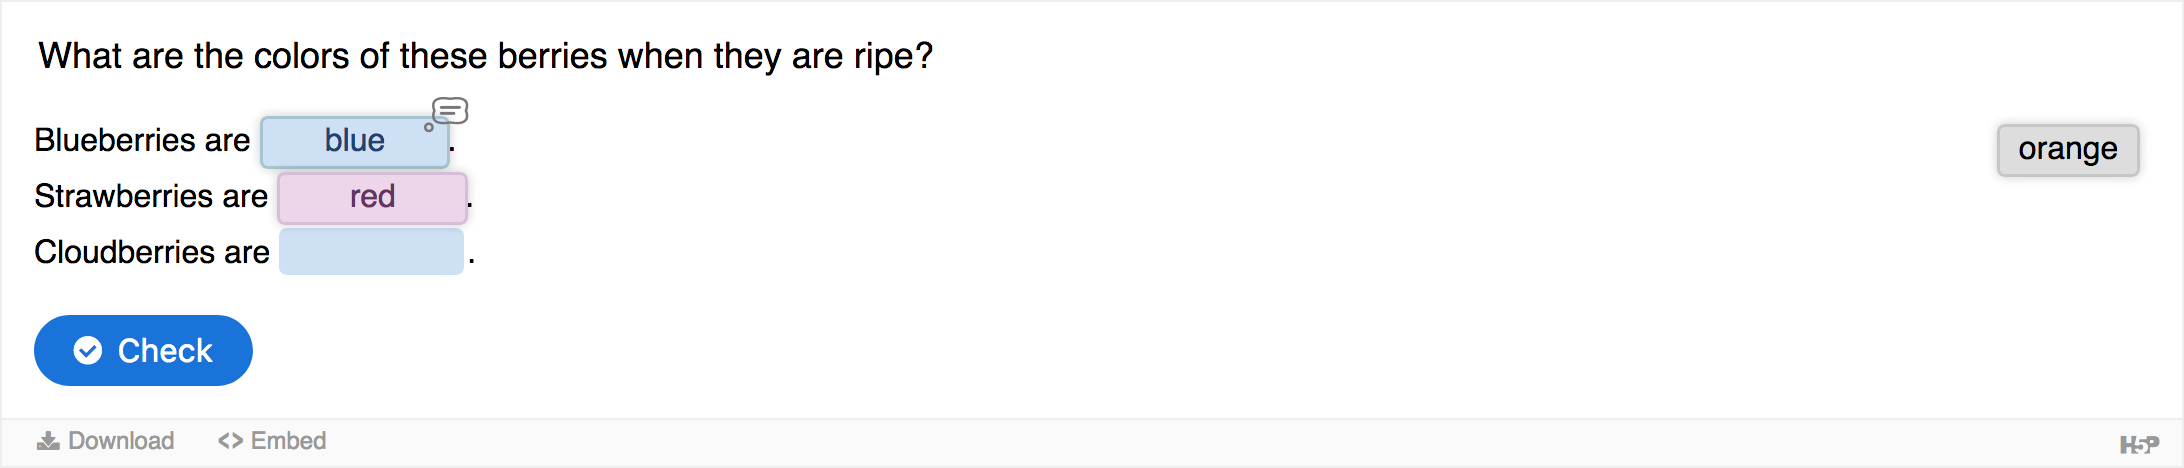 What are the colors of these berries when they are ripe?
Blueberries are blue .
Strawberries are red .
Cloudberries are .
orange
Check
Download <> Embed
H5P